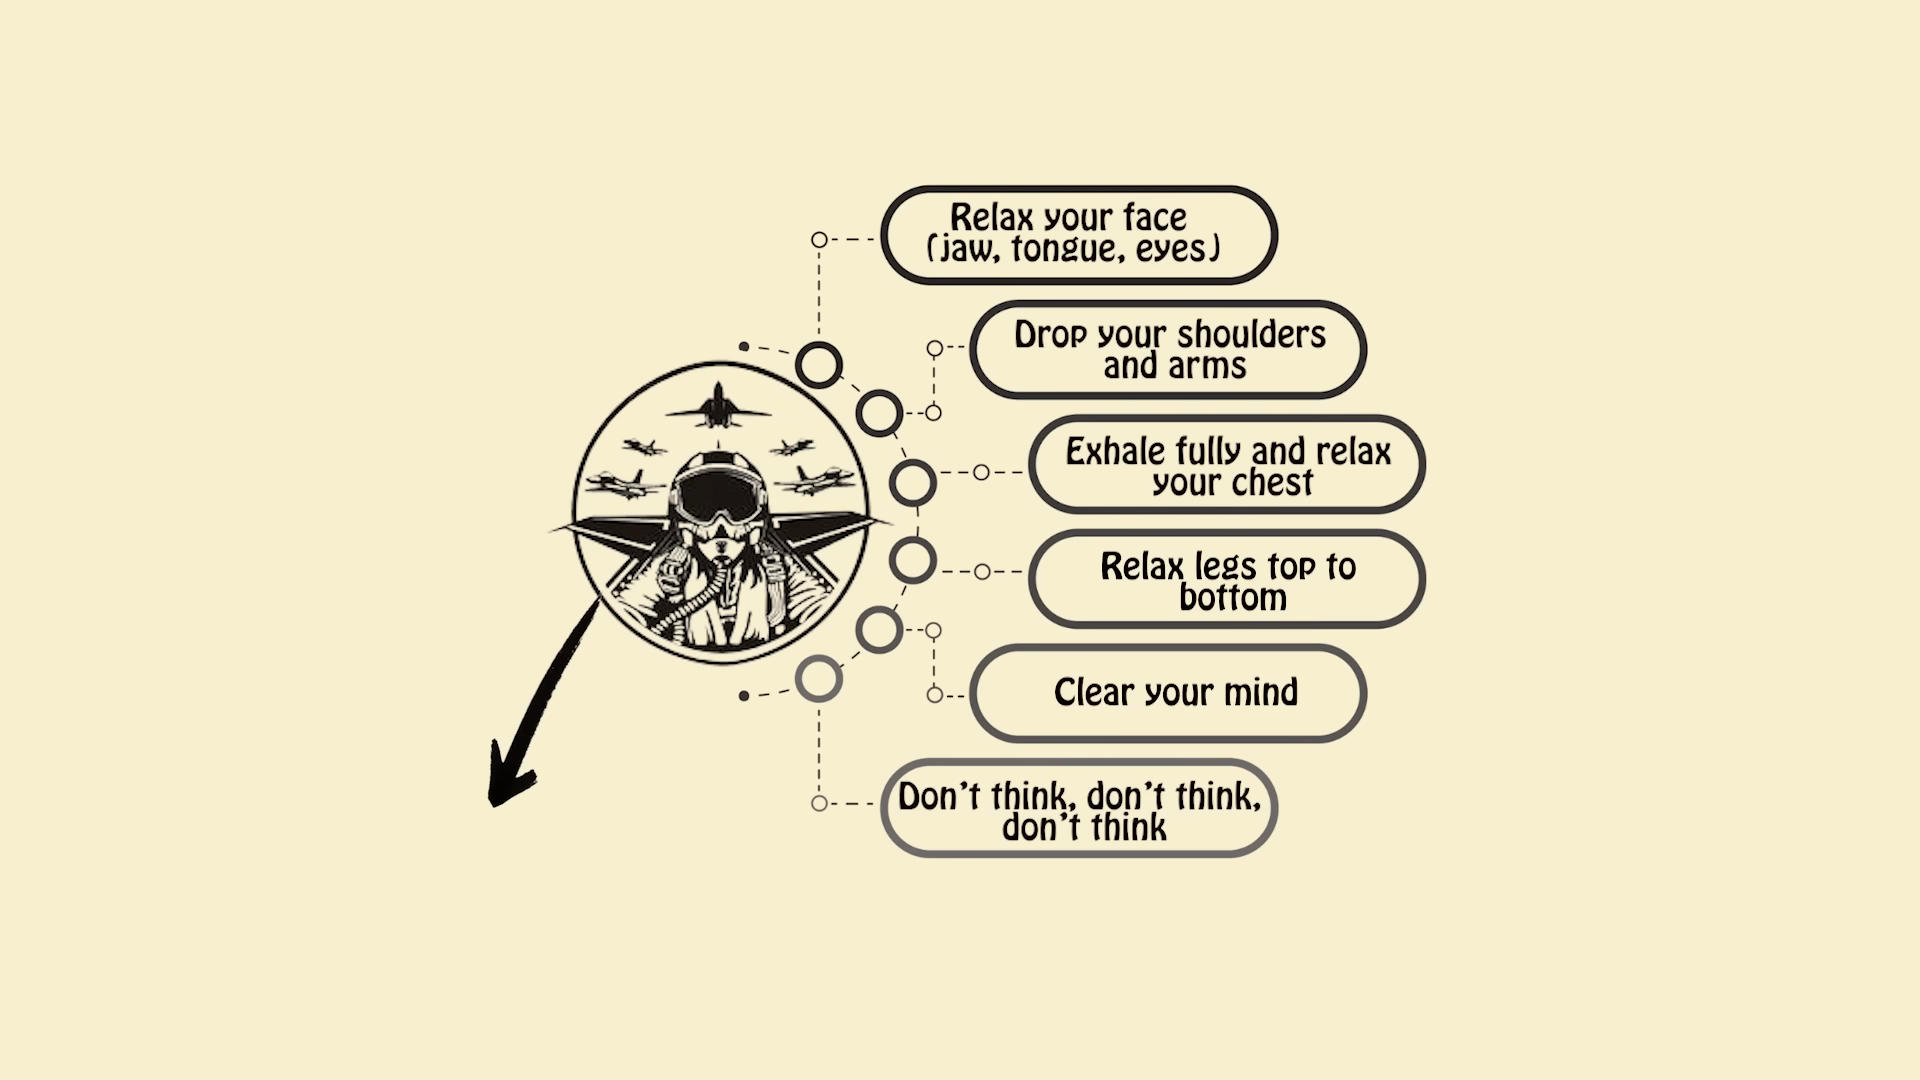 Relax your face
(jaw, tongue, eyes)
Drop your shoulders
and arms
Exhale fully and relax
your chest
Relax legs top to
bottom
Clear your mind
Don't think, don't think,
don't think